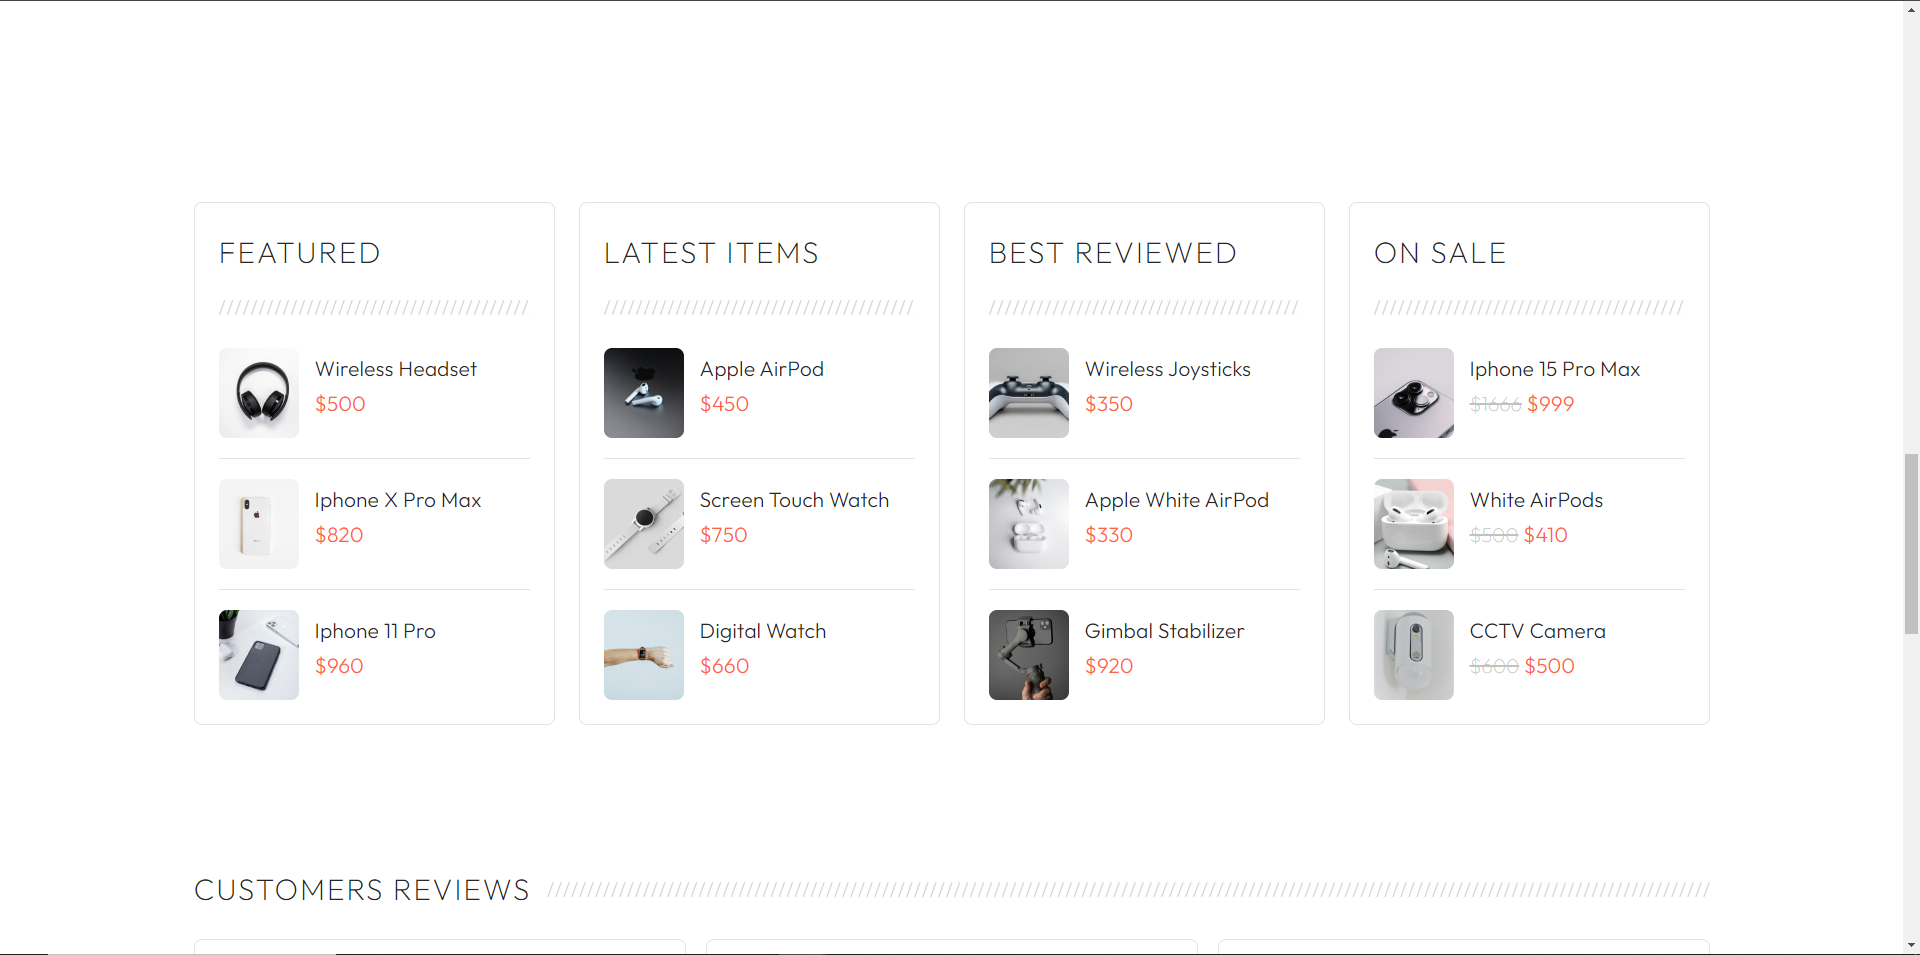 FEATURED
Wireless Headset
$500
Iphone X Pro Max
$820
Iphone 11 Pro
$960
LATEST ITEMS
Apple AirPod
$450
Screen Touch Watch
$750
Digital Watch
$660
BEST REVIEWED
Wireless Joysticks
$350
Apple White AirPod
$330
Gimbal Stabilizer
$920
ON SALE
Iphone 15 Pro Max
$1666 $999
White AirPods
$500 $410
CCTV Camera
$600 $500
CUSTOMERS REVIEWS